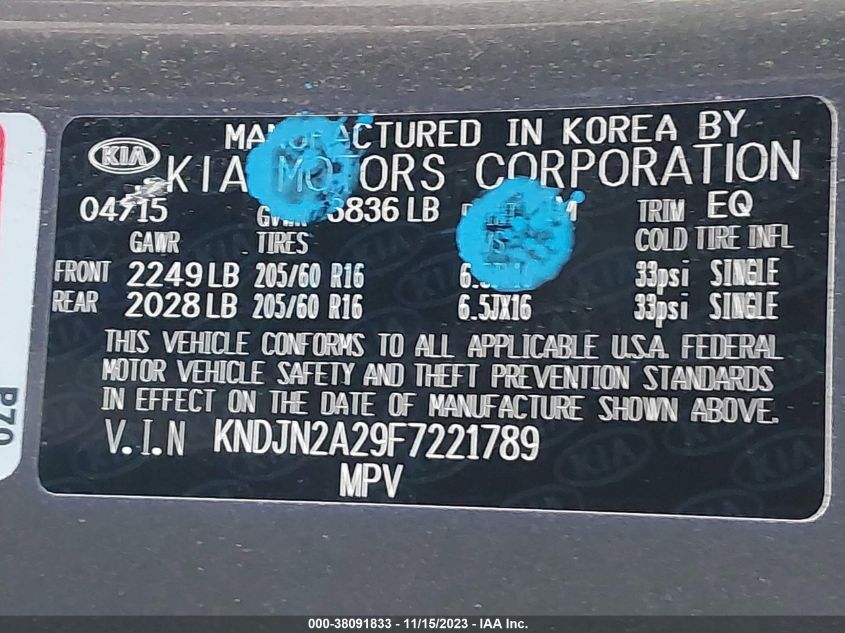 KIA
MANUFACTURED IN KOREA BY
KIA MOTORS CORPORATION
04/15 GVWR 3836 LB TRIM EQ
GAWR TIRES COLD TIRE INFL
FRONT 2249 LB 205/60 R16 33psi SINGLE
REAR 2028 LB 205/60 R16 6.5JX16 33psi SINGLE
THIS VEHICLE CONFORMS TO ALL APPLICABLE U.S.A. FEDERAL
MOTOR VEHICLE SAFETY AND THEFT PREVENTION STANDARDS
IN EFFECT ON THE DATE OF MANUFACTURE SHOWN ABOVE.
V.I.N KNDJN2A29F7221789
MPV
000-38091833 - 11/15/2023 - IAA Inc.